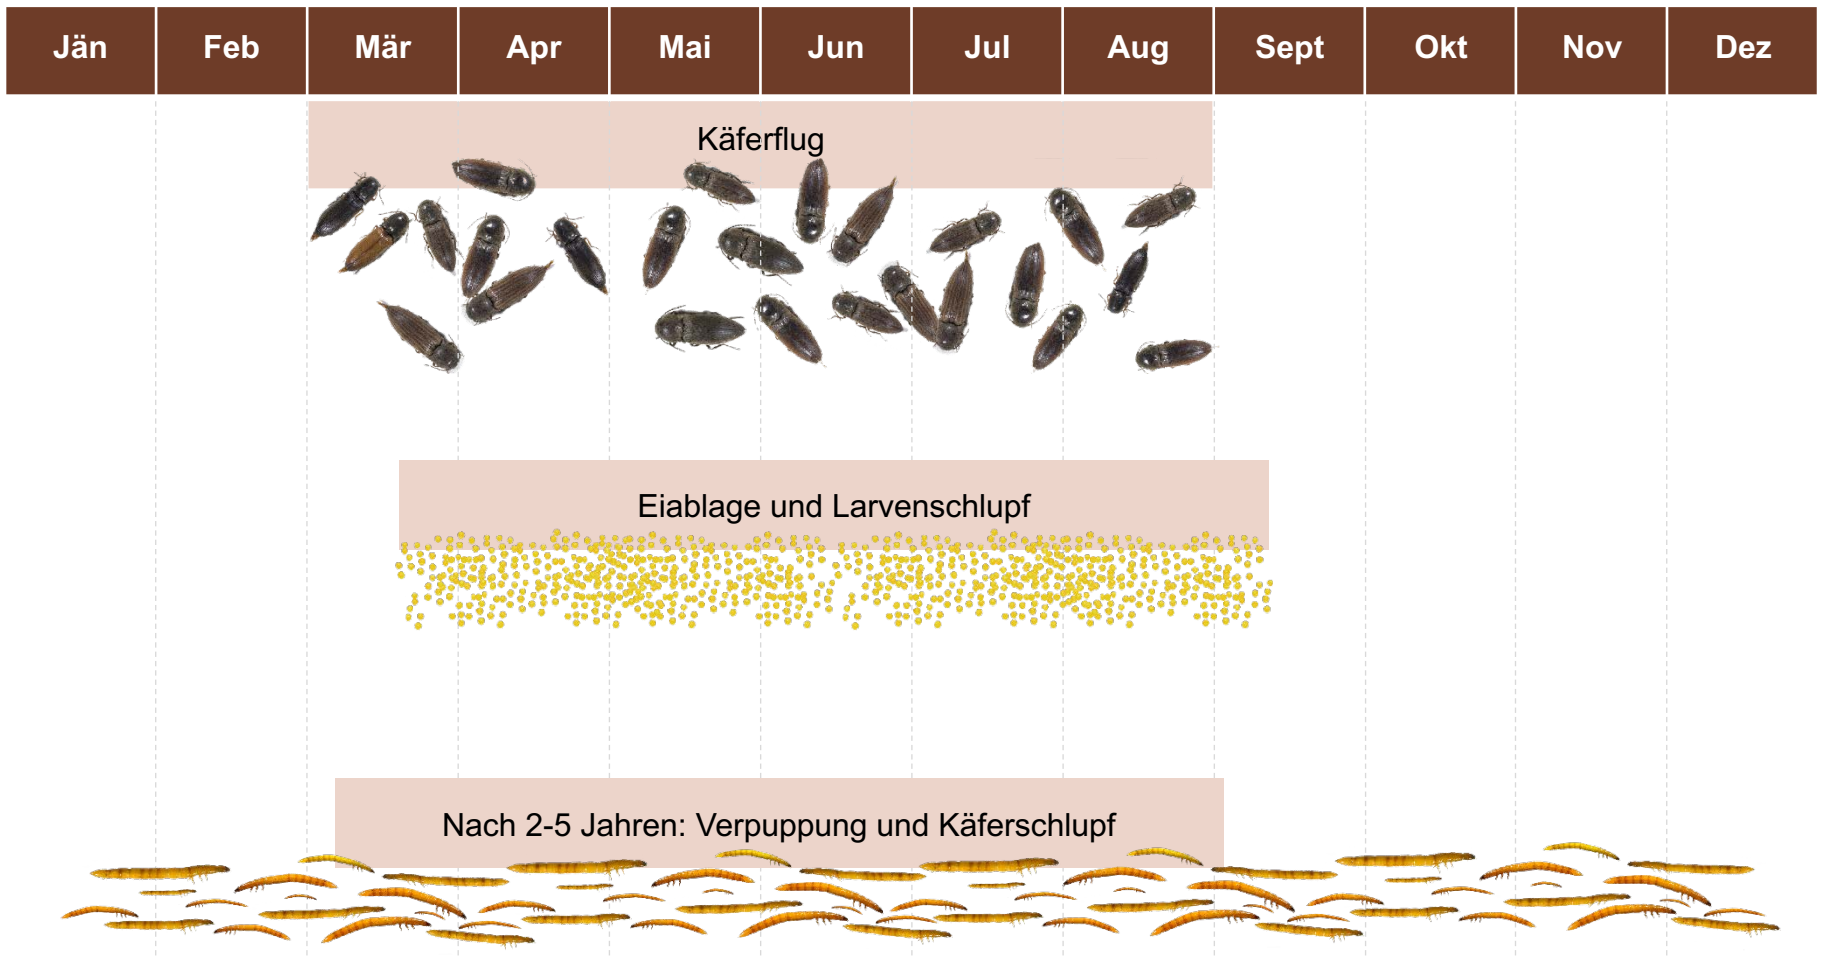 Jän Feb Mär Apr Mai Jun Jul Aug Sept Okt Nov Dez
Käferflug
Eiablage und Larvenschlupf
Nach 2-5 Jahren: Verpuppung und Käferschlupf